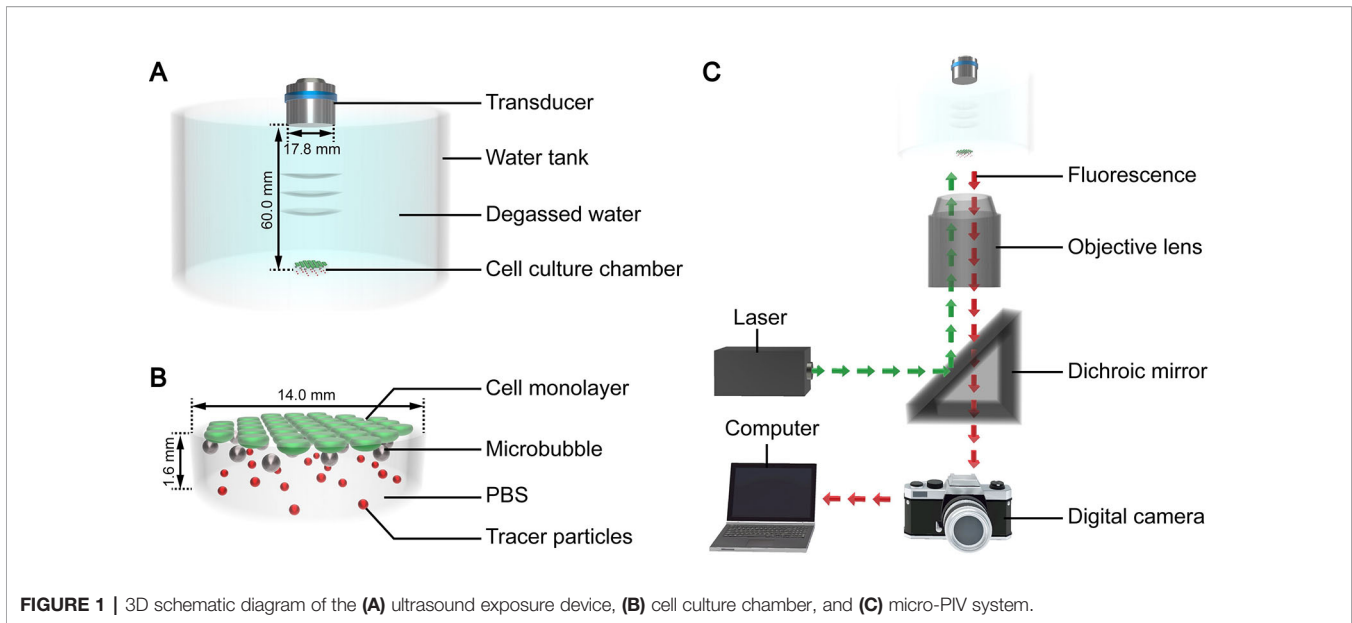 A
Transducer
17.8 mm
60.0 mm
Water tank
Degassed water
Cell culture chamber
B
14.0 mm
1.6 mm
Cell monolayer
Microbubble
PBS
Tracer particles
C
Fluorescence
Objective lens
Laser
Dichroic mirror
Computer
Digital camera
FIGURE 1 | 3D schematic diagram of the (A) ultrasound exposure device, (B) cell culture chamber, and (C) micro-PIV system.